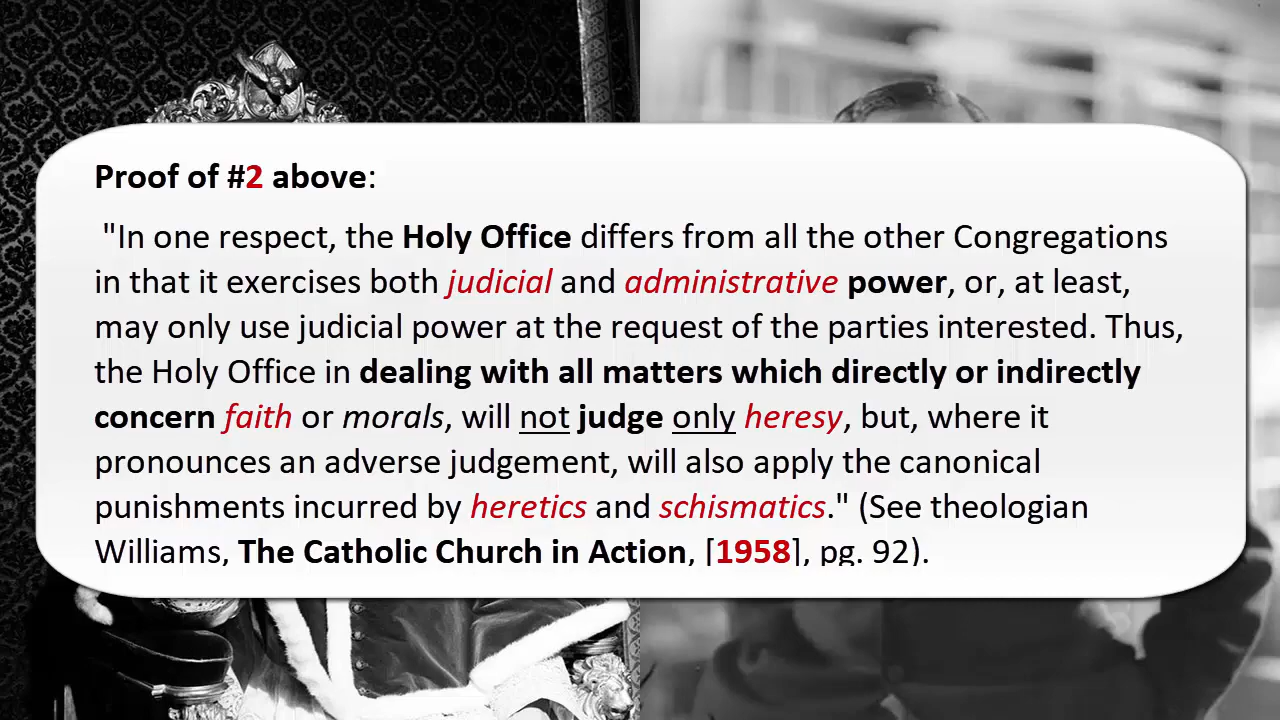 Proof of #2 above:
"In one respect, the Holy Office differs from all the other Congregations
in that it exercises both judicial and administrative power, or, at least,
may only use judicial power at the request of the parties interested. Thus,
the Holy Office in dealing with all matters which directly or indirectly
concern faith or morals, will not judge only heresy, but, where it
pronounces an adverse judgement, will also apply the canonical
punishments incurred by heretics and schismatics." (See theologian
Williams, The Catholic Church in Action, [1958], pg. 92).